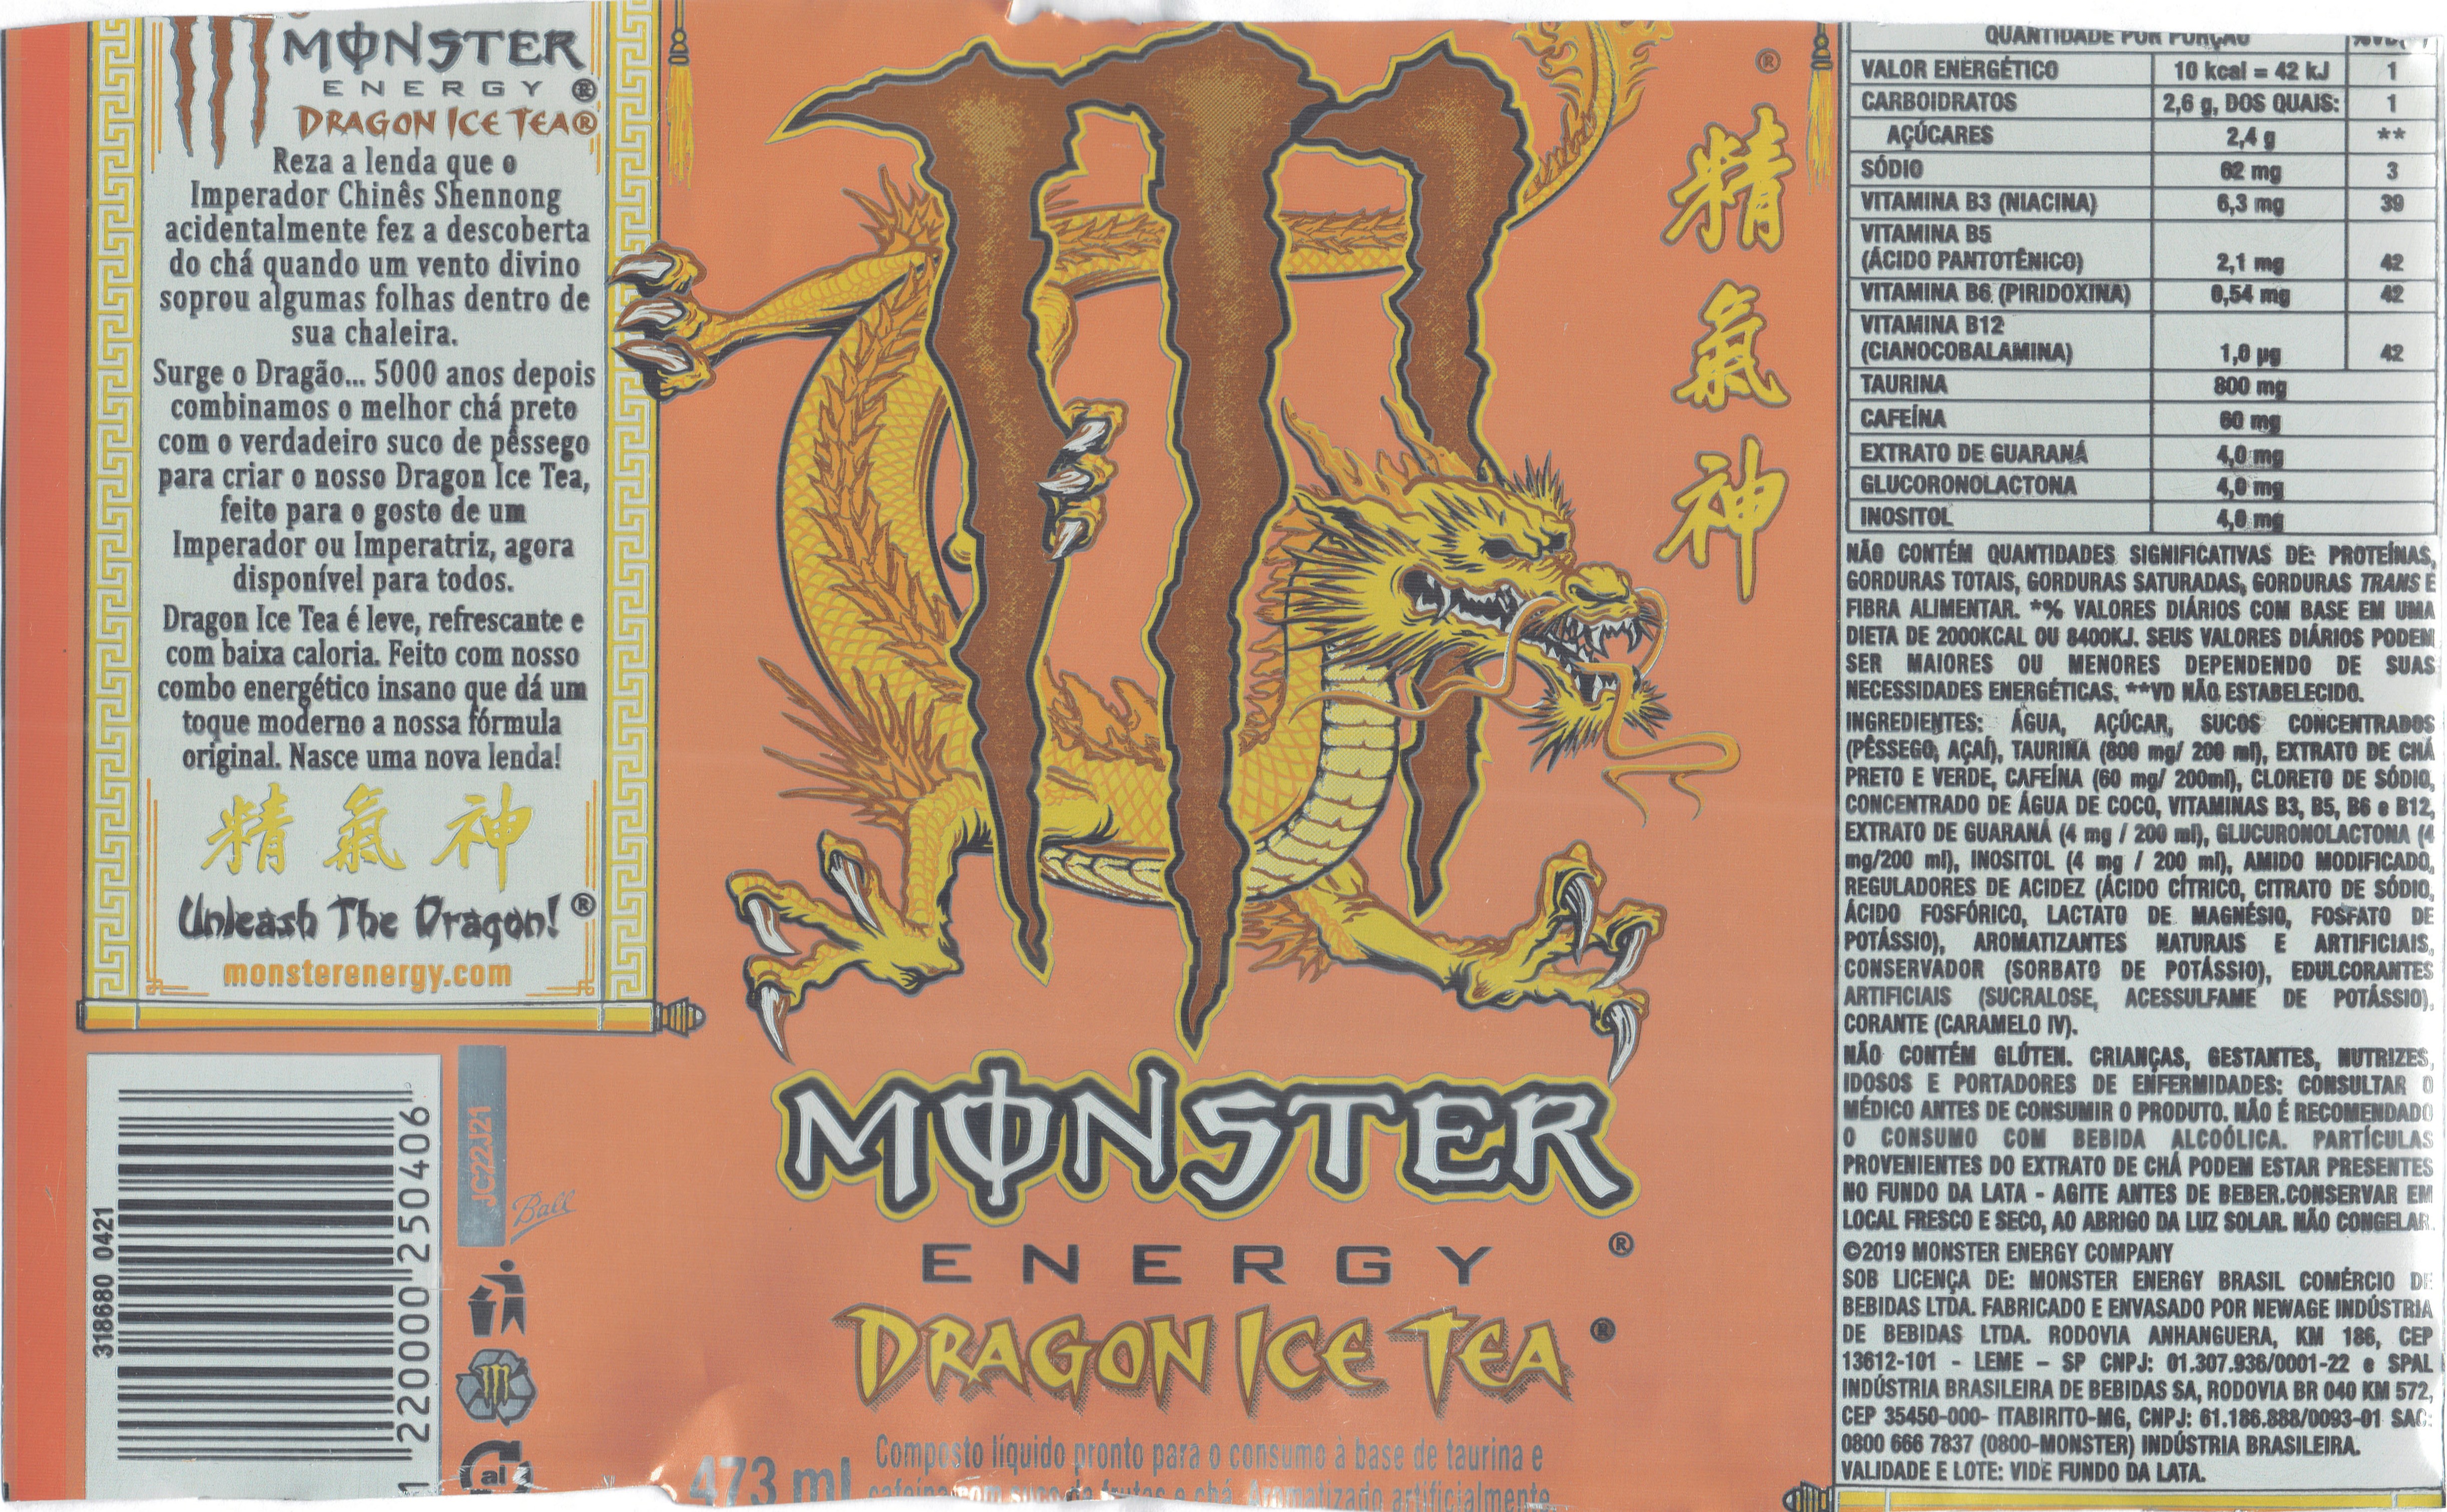 MONSTER
ENERGY ®
DRAGON ICE TEA®
Reza a lenda que o
Imperador Chinês Shennong
acidentalmente fez a descoberta
do chá quando um vento divino
soprou algumas folhas dentro de
sua chaleira.
Surge o Dragão... 5000 anos depois
combinamos o melhor chá preto
com o verdadeiro suco de pêssego
para criar o nosso Dragon Ice Tea,
feito para o gosto de um
Imperador ou Imperatriz, agora
disponível para todos.
Dragon Ice Tea é leve, refrescante e
com baixa caloria. Feito com nosso
combo energético insano que dá um
toque moderno a nossa fórmula
original. Nasce uma nova lenda!
精氣神
Unleash The Dragon!®
monsterenergy.com
318680 0421
1 220000 250406
JC22J21
Ball
al
®
精
氣
神
MONSTER
ENERGY ®
DRAGON ICE TEA ®
473 ml
Composto líquido pronto para o consumo à base de taurina e
cafeína com suco de frutas e chá. Aromatizado artificialmente
QUANTIDADE POR PORÇÃO %VD(*)
VALOR ENERGÉTICO 10 kcal = 42 kJ 1
CARBOIDRATOS 2,6 g, DOS QUAIS: 1
AÇÚCARES 2,4 g **
SÓDIO 62 mg 3
VITAMINA B3 (NIACINA) 6,3 mg 39
VITAMINA B5
(ÁCIDO PANTOTÊNICO) 2,1 mg 42
VITAMINA B6 (PIRIDOXINA) 0,54 mg 42
VITAMINA B12
(CIANOCOBALAMINA) 1,0 µg 42
TAURINA 800 mg
CAFEÍNA 60 mg
EXTRATO DE GUARANÁ 4,0 mg
GLUCORONOLACTONA 4,0 mg
INOSITOL 4,0 mg
NÃO CONTÉM QUANTIDADES SIGNIFICATIVAS DE: PROTEÍNAS,
GORDURAS TOTAIS, GORDURAS SATURADAS, GORDURAS TRANS E
FIBRA ALIMENTAR. *% VALORES DIÁRIOS COM BASE EM UMA
DIETA DE 2000KCAL OU 8400KJ. SEUS VALORES DIÁRIOS PODEM
SER MAIORES OU MENORES DEPENDENDO DE SUAS
NECESSIDADES ENERGÉTICAS. **VD NÃO ESTABELECIDO.
INGREDIENTES: ÁGUA, AÇÚCAR, SUCOS CONCENTRADOS
(PÊSSEGO, AÇAÍ), TAURINA (800 mg/ 200 ml), EXTRATO DE CHÁ
PRETO E VERDE, CAFEÍNA (60 mg/ 200ml), CLORETO DE SÓDIO,
CONCENTRADO DE ÁGUA DE COCO, VITAMINAS B3, B5, B6 e B12,
EXTRATO DE GUARANÁ (4 mg / 200 ml), GLUCURONOLACTONA (4
mg/200 ml), INOSITOL (4 mg / 200 ml), AMIDO MODIFICADO,
REGULADORES DE ACIDEZ (ÁCIDO CÍTRICO, CITRATO DE SÓDIO,
ÁCIDO FOSFÓRICO, LACTATO DE MAGNÉSIO, FOSFATO DE
POTÁSSIO), AROMATIZANTES NATURAIS E ARTIFICIAIS,
CONSERVADOR (SORBATO DE POTÁSSIO), EDULCORANTES
ARTIFICIAIS (SUCRALOSE, ACESSULFAME DE POTÁSSIO),
CORANTE (CARAMELO IV).
NÃO CONTÉM GLÚTEN. CRIANÇAS, GESTANTES, NUTRIZES,
IDOSOS E PORTADORES DE ENFERMIDADES: CONSULTAR O
MÉDICO ANTES DE CONSUMIR O PRODUTO. NÃO É RECOMENDADO
O CONSUMO COM BEBIDA ALCOÓLICA. PARTÍCULAS
PROVENIENTES DO EXTRATO DE CHÁ PODEM ESTAR PRESENTES
NO FUNDO DA LATA - AGITE ANTES DE BEBER.CONSERVAR EM
LOCAL FRESCO E SECO, AO ABRIGO DA LUZ SOLAR. NÃO CONGELAR.
©2019 MONSTER ENERGY COMPANY
SOB LICENÇA DE: MONSTER ENERGY BRASIL COMÉRCIO DE
BEBIDAS LTDA. FABRICADO E ENVASADO POR NEWAGE INDÚSTRIA
DE BEBIDAS LTDA. RODOVIA ANHANGUERA, KM 186, CEP
13612-101 - LEME – SP CNPJ: 01.307.936/0001-22 e SPAL
INDÚSTRIA BRASILEIRA DE BEBIDAS SA, RODOVIA BR 040 KM 572,
CEP 35450-000- ITABIRITO-MG, CNPJ: 61.186.888/0093-01 SAC:
0800 666 7837 (0800-MONSTER) INDÚSTRIA BRASILEIRA.
VALIDADE E LOTE: VIDE FUNDO DA LATA.